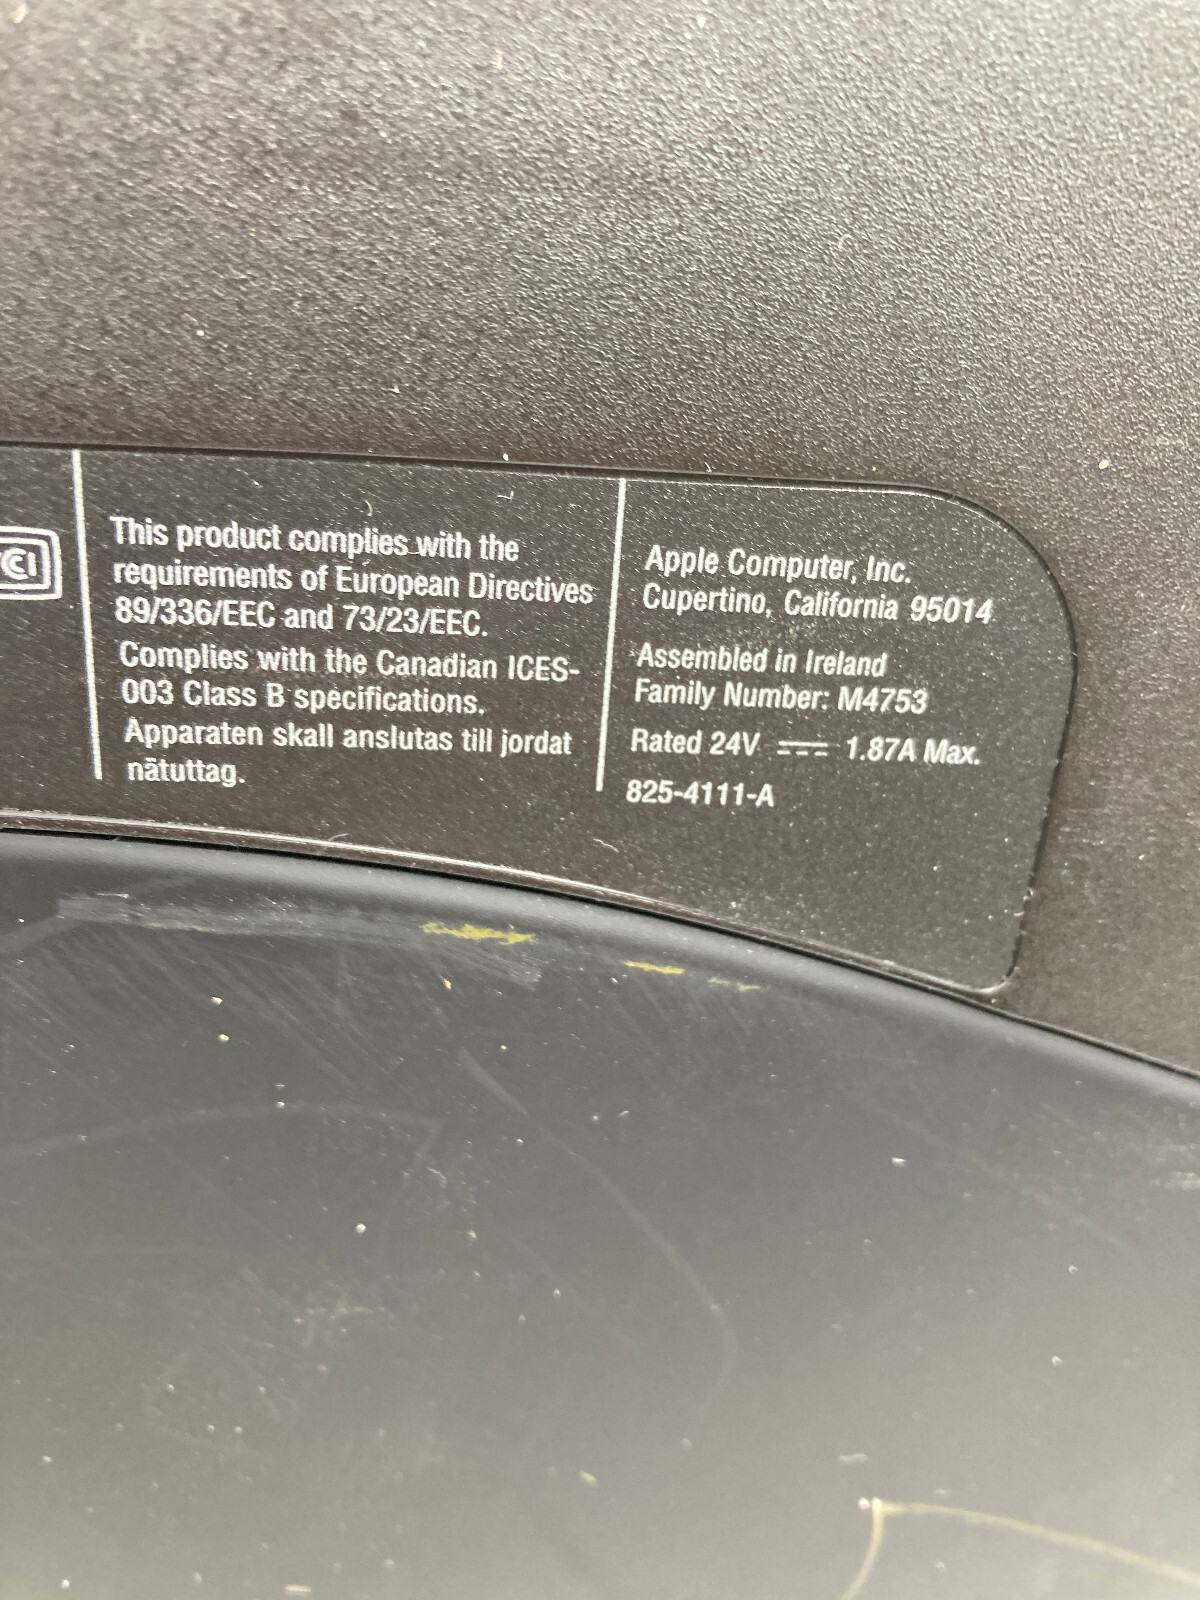 This product complies with the
requirements of European Directives
89/336/EEC and 73/23/EEC.
Complies with the Canadian ICES-
003 Class B specifications.
Apparaten skall anslutas till jordat
nätuttag.
Apple Computer, Inc.
Cupertino, California 95014
Assembled in Ireland
Family Number: M4753
Rated 24V ⎓ 1.87A Max.
825-4111-A